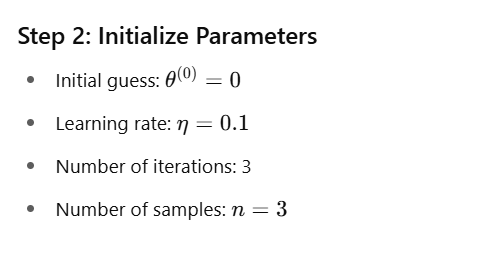 Step 2: Initialize Parameters
• Initial guess: θ⁽⁰⁾ = 0
• Learning rate: η = 0.1
• Number of iterations: 3
• Number of samples: n = 3